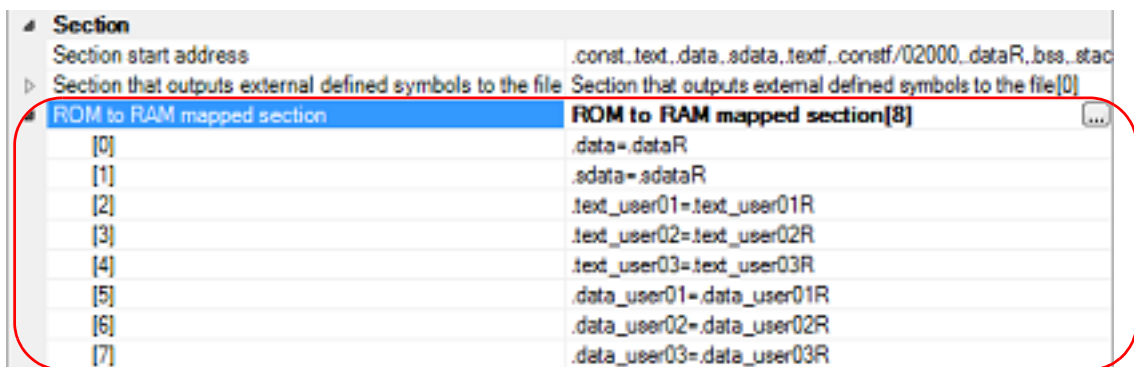 Section
Section start address .const,.text,.data,.sdata,.textf,.constf/02000,.dataR,.bss,.stac
Section that outputs external defined symbols to the file Section that outputs external defined symbols to the file[0]
ROM to RAM mapped section ROM to RAM mapped section[8] ...
[0] .data=.dataR
[1] .sdata=.sdataR
[2] .text_user01=.text_user01R
[3] .text_user02=.text_user02R
[4] .text_user03=.text_user03R
[5] .data_user01=.data_user01R
[6] .data_user02=.data_user02R
[7] .data_user03=.data_user03R